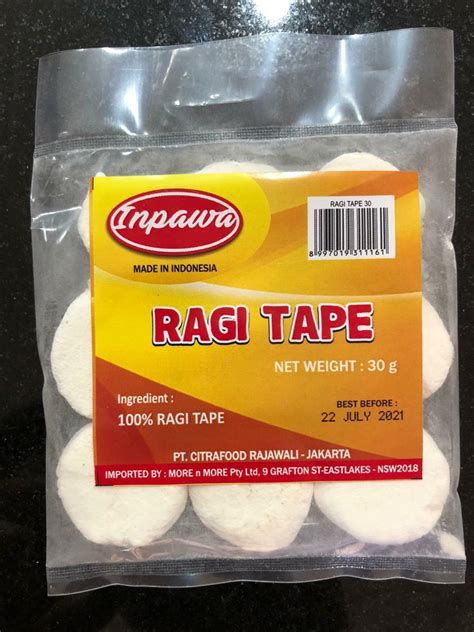 Inpawa
MADE IN INDONESIA
RAGI TAPE 30
8 997019 311161
RAGI TAPE
NET WEIGHT : 30 g
Ingredient :
100% RAGI TAPE
BEST BEFORE :
22 JULY 2021
PT. CITRAFOOD RAJAWALI - JAKARTA
IMPORTED BY : MORE n MORE Pty Ltd, 9 GRAFTON ST-EASTLAKES - NSW2018